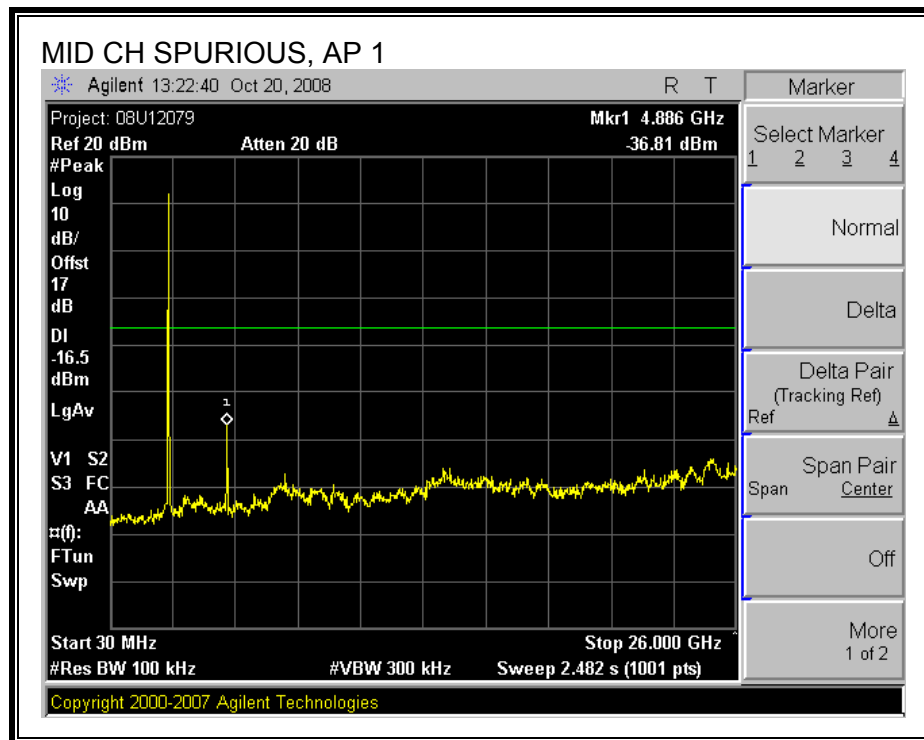 MID CH SPURIOUS, AP 1
Agilent 13:22:40 Oct 20, 2008 R T
Project: 08U12079 Mkr1 4.886 GHz
Ref 20 dBm Atten 20 dB -36.81 dBm
#Peak
Log
10
dB/
Offst
17
dB
DI
-16.5
dBm
LgAv
V1 S2
S3 FC
AA
¤(f):
FTun
Swp
1
Start 30 MHz Stop 26.000 GHz
#Res BW 100 kHz #VBW 300 kHz Sweep 2.482 s (1001 pts)
Copyright 2000-2007 Agilent Technologies
Marker
Select Marker
1 2 3 4
Normal
Delta
Delta Pair
(Tracking Ref)
Ref Δ
Span Pair
Span Center
Off
More
1 of 2